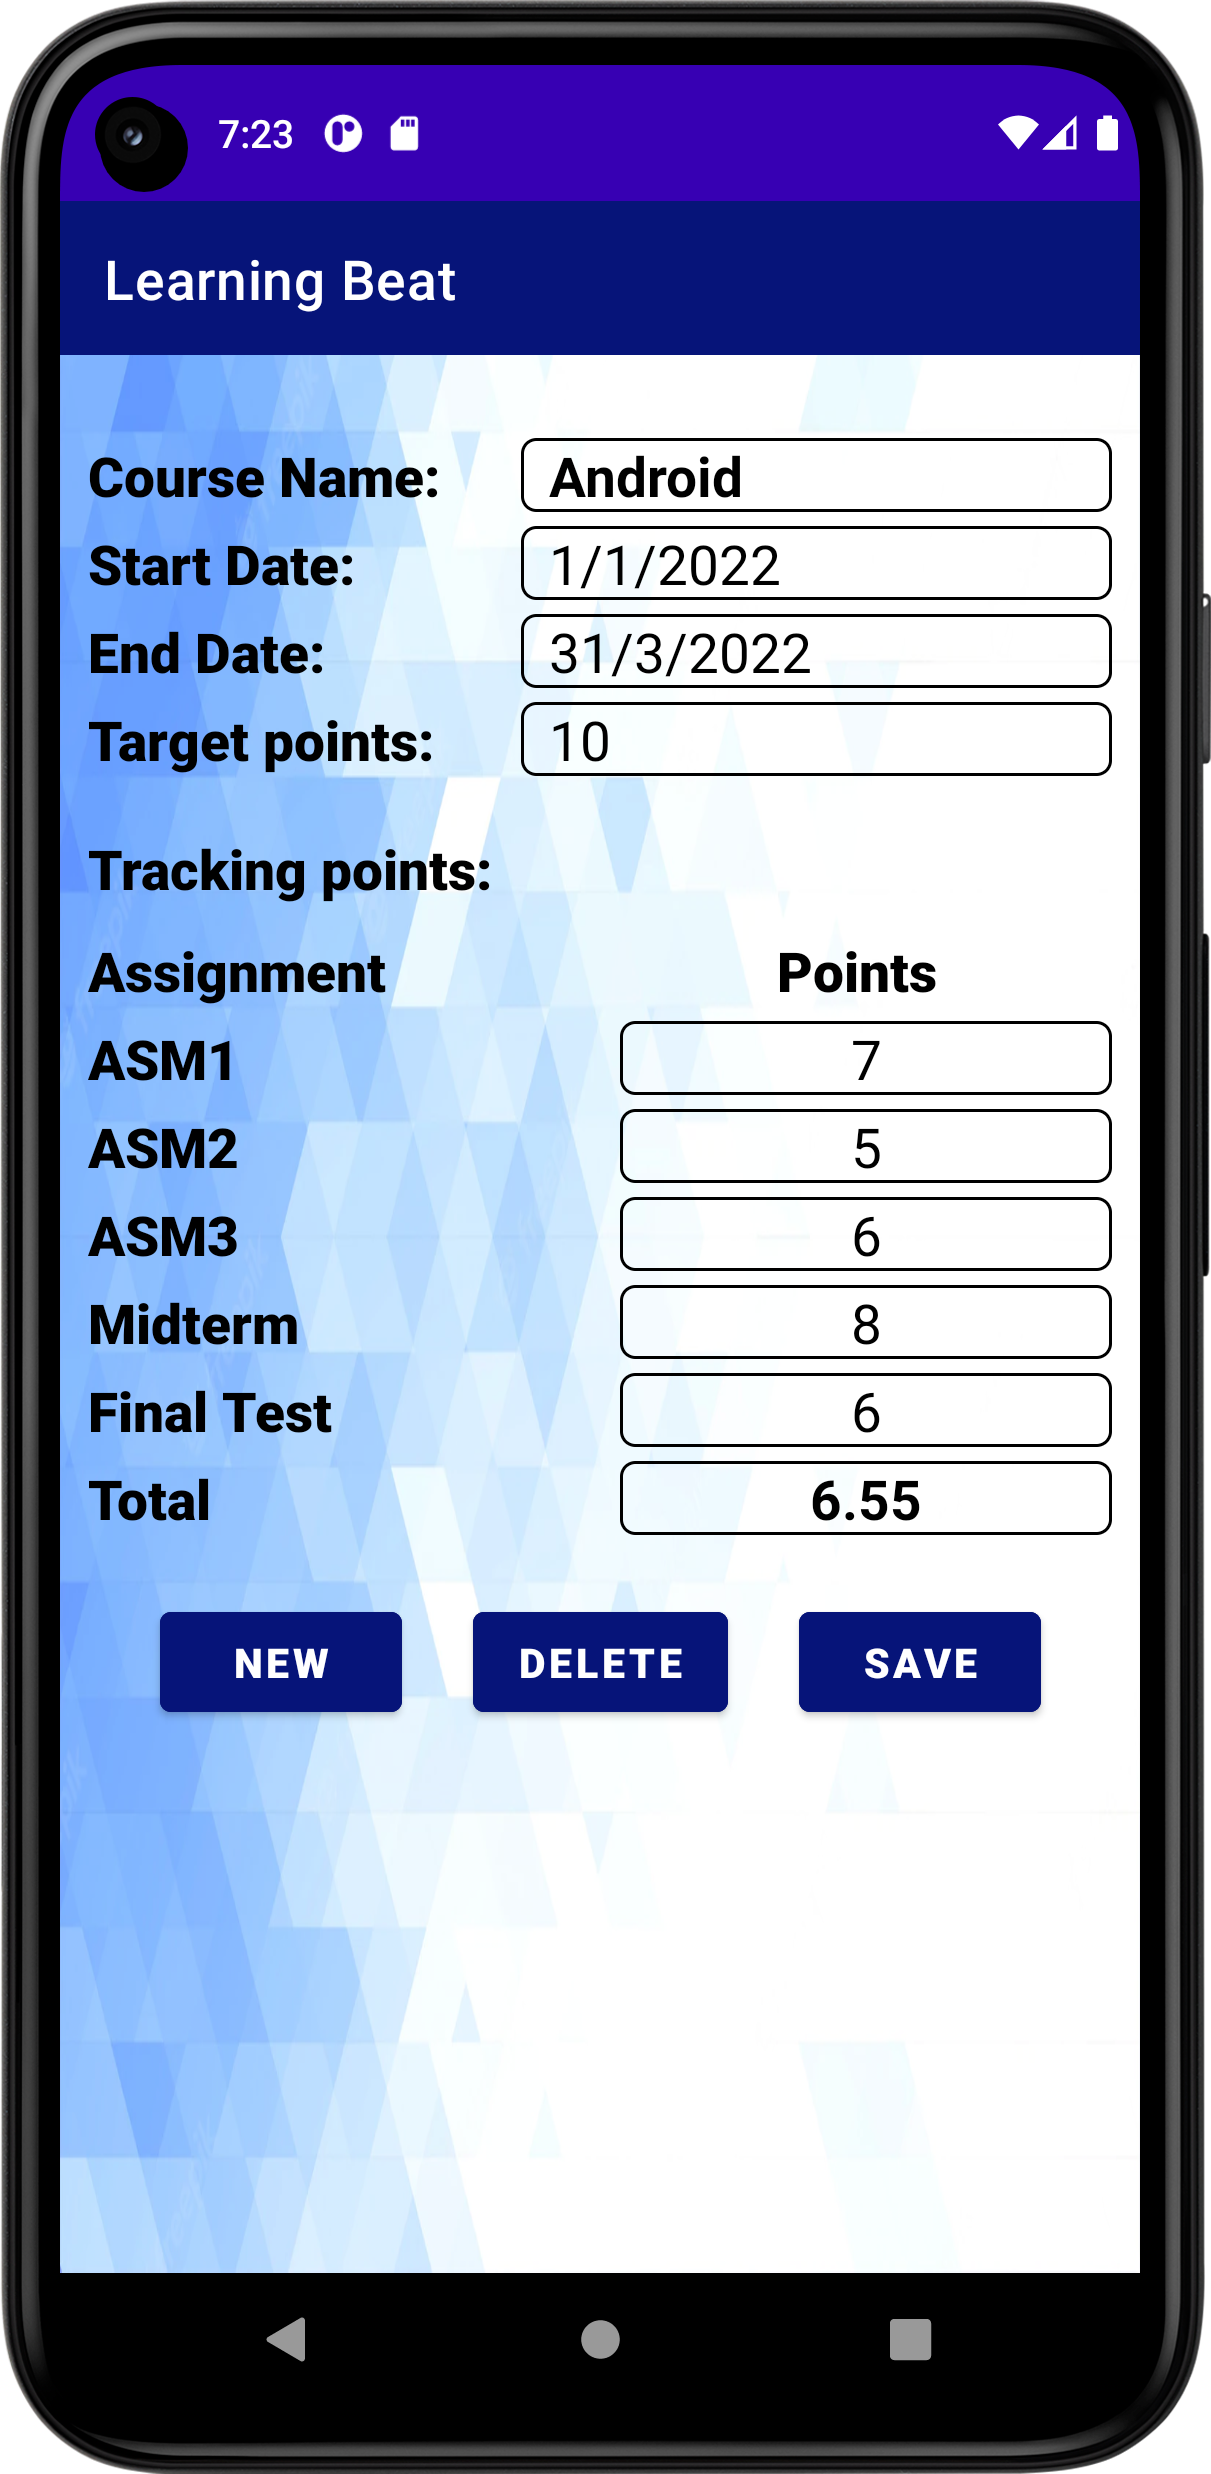 7:23
Learning Beat
Course Name: Android
Start Date: 1/1/2022
End Date: 31/3/2022
Target points: 10
Tracking points:
Assignment Points
ASM1 7
ASM2 5
ASM3 6
Midterm 8
Final Test 6
Total 6.55
NEW DELETE SAVE